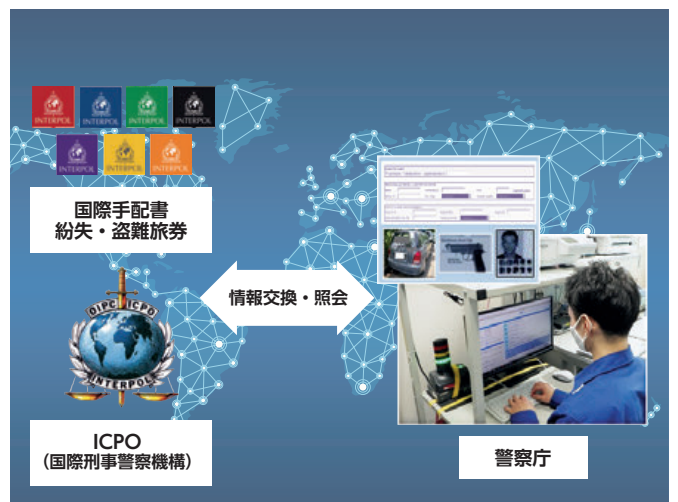 INTERPOL
INTERPOL
INTERPOL
INTERPOL
INTERPOL
INTERPOL
INTERPOL
国際手配書
紛失・盗難旅券
情報交換・照会
OIPC ICPO
INTERPOL
ICPO
(国際刑事警察機構)
警察庁